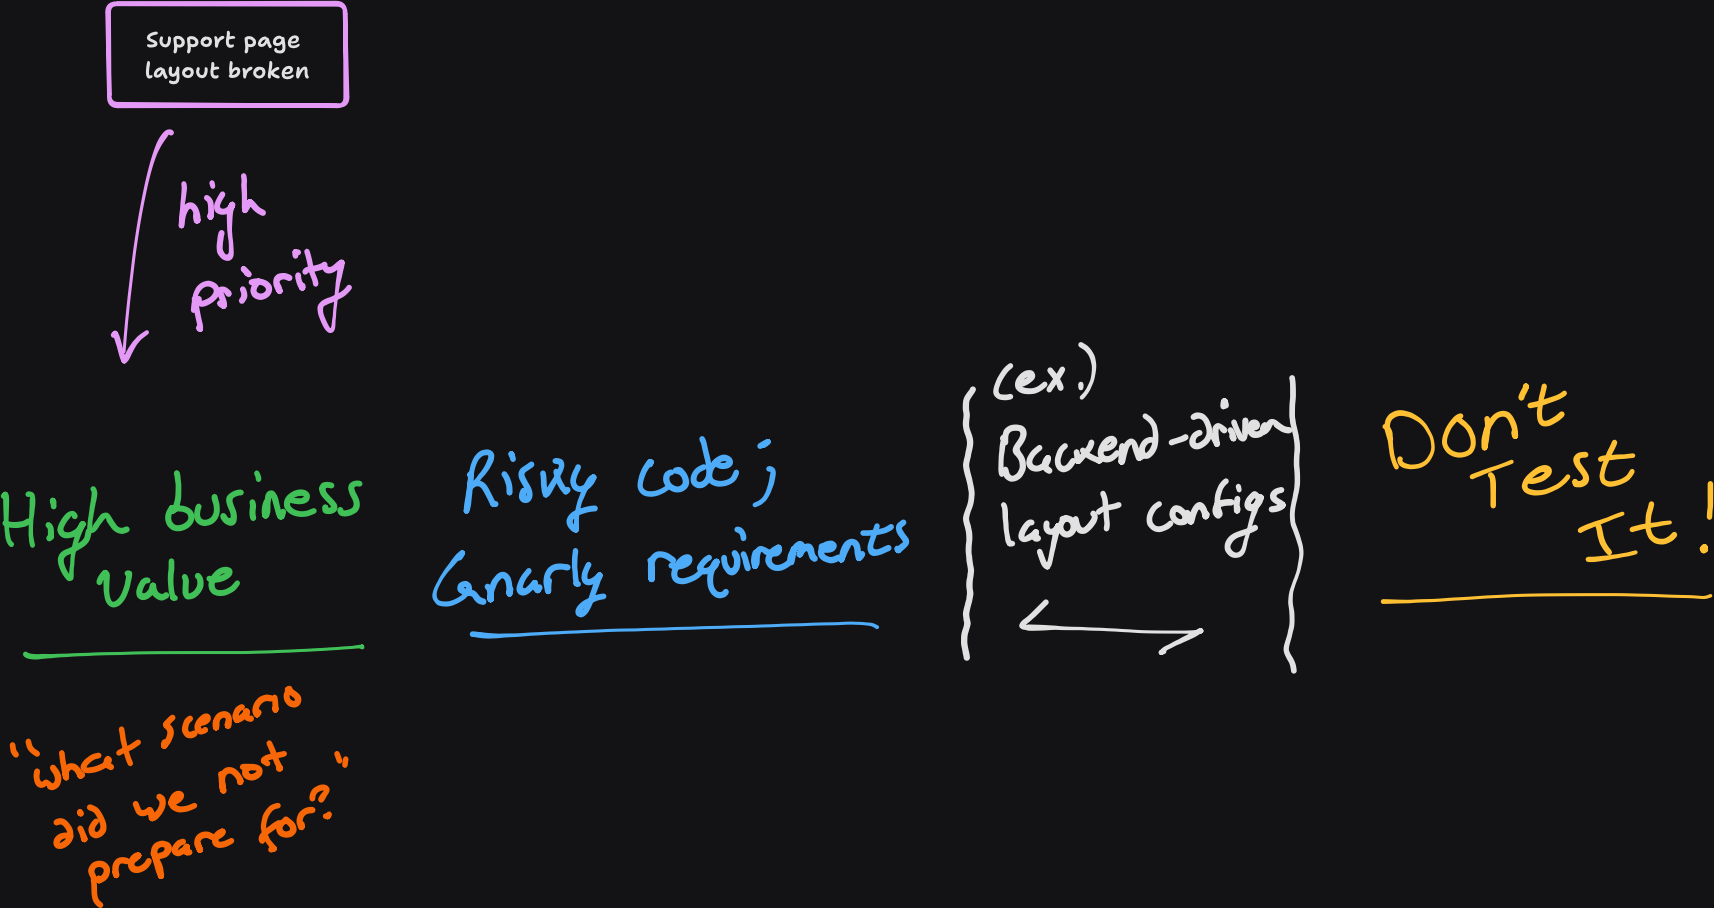 Support page
layout broken
high
priority
High business
value
"what scenario
did we not
prepare for?"
Risky code;
Gnarly requirements
(ex.)
Backend-driven
layout configs
Don't
Test
It!